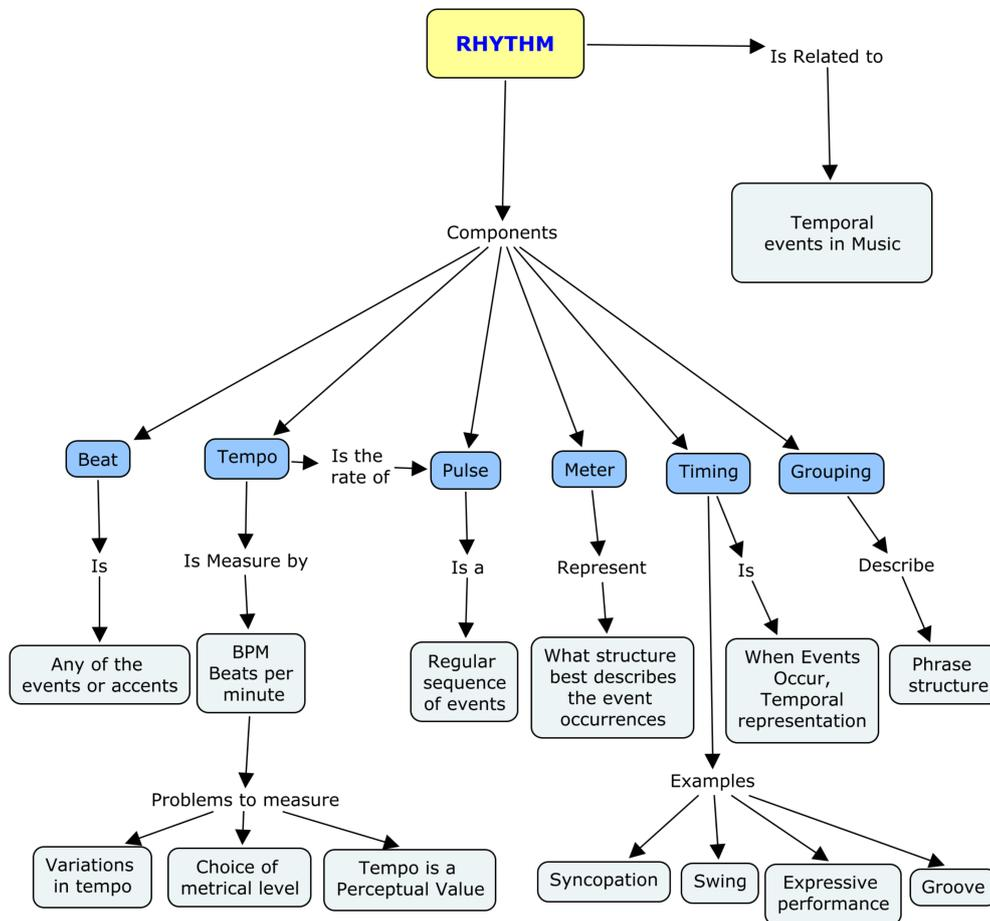 RHYTHM
Is Related to
Temporal
events in Music
Components
Beat
Tempo
Is the
rate of
Pulse
Meter
Timing
Grouping
Is
Is Measure by
Is a
Represent
Is
Describe
Any of the
events or accents
BPM
Beats per
minute
Regular
sequence
of events
What structure
best describes
the event
occurrences
When Events
Occur,
Temporal
representation
Phrase
structure
Problems to measure
Examples
Variations
in tempo
Choice of
metrical level
Tempo is a
Perceptual Value
Syncopation
Swing
Expressive
performance
Groove